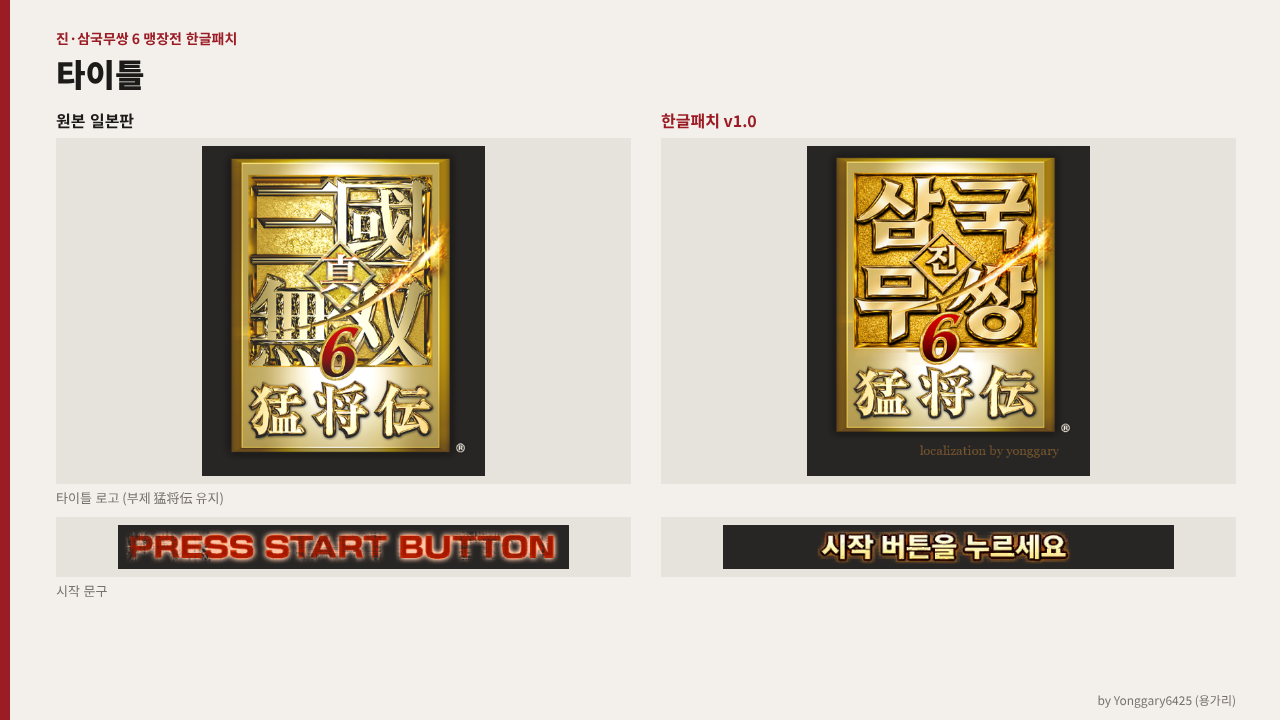 진·삼국무쌍 6 맹장전 한글패치
타이틀
원본 일본판
한글패치 v1.0
三國
真
無双
6
猛将伝
®
삼국
진
무쌍
6
猛将伝
®
localization by yonggary
타이틀 로고 (부제 猛将伝 유지)
PRESS START BUTTON
시작 버튼을 누르세요
시작 문구
by Yonggary6425 (용가리)